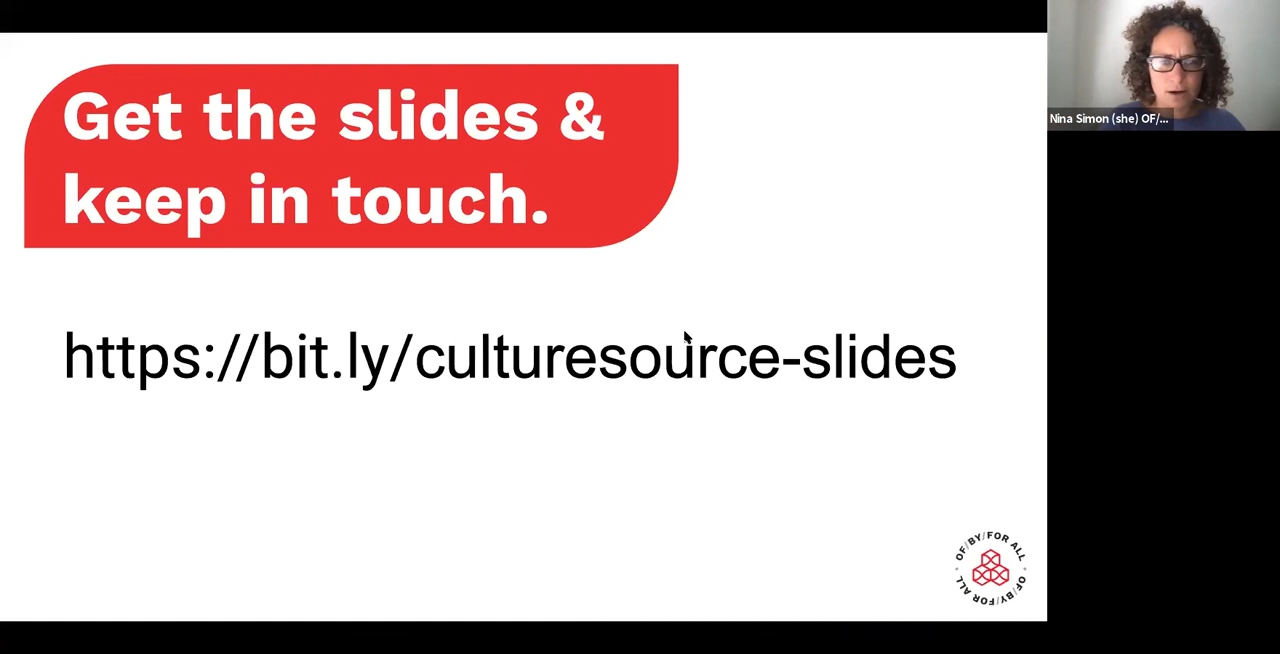 Get the slides &
keep in touch.
https://bit.ly/culturesource-slides
Nina Simon (she) OF/...
OF/BY/FOR ALL
OF/BY/FOR ALL